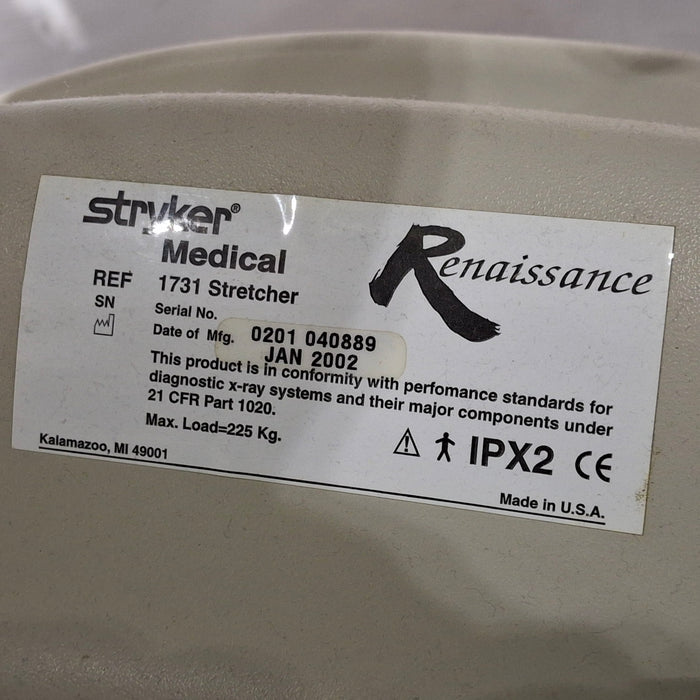 stryker®
Medical
Renaissance
REF 1731 Stretcher
SN Serial No. 0201 040889
Date of Mfg. JAN 2002
This product is in conformity with perfomance standards for
diagnostic x-ray systems and their major components under
21 CFR Part 1020.
Max. Load=225 Kg.
IPX2 CE
Kalamazoo, MI 49001
Made in U.S.A.